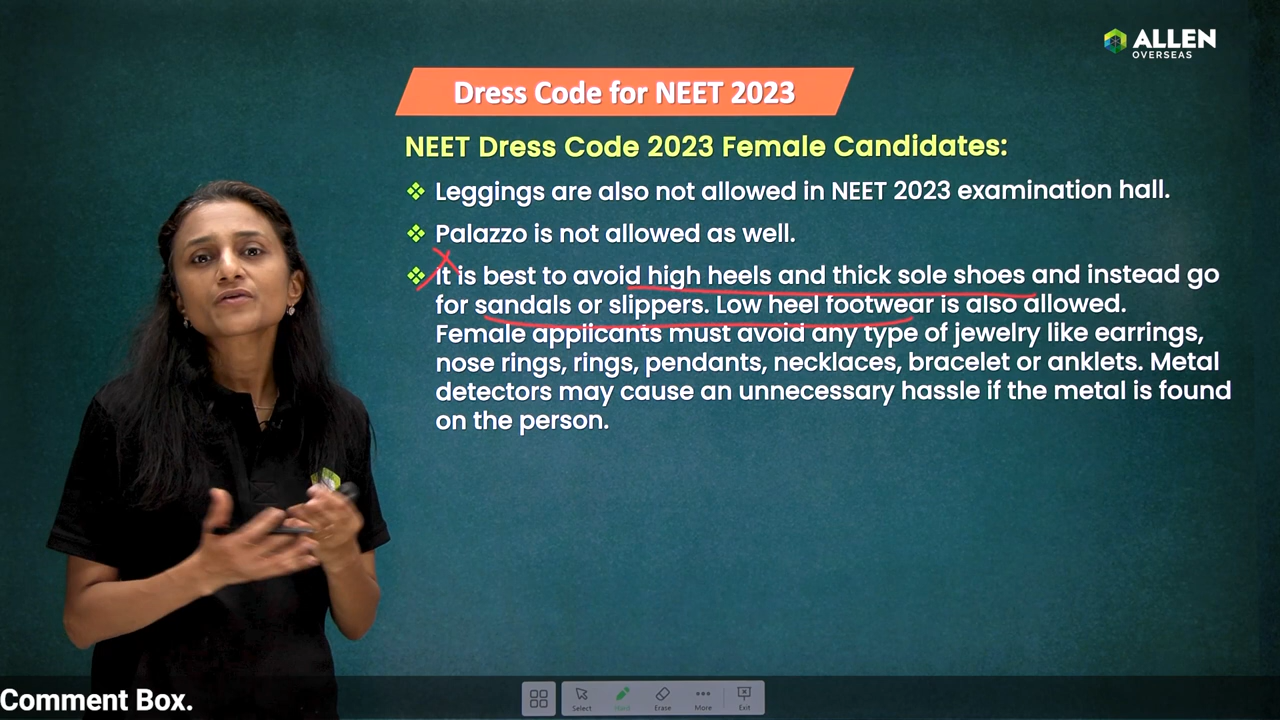 ALLEN
OVERSEAS
Dress Code for NEET 2023
NEET Dress Code 2023 Female Candidates:
Leggings are also not allowed in NEET 2023 examination hall.
Palazzo is not allowed as well.
It is best to avoid high heels and thick sole shoes and instead go
for sandals or slippers. Low heel footwear is also allowed.
Female applicants must avoid any type of jewelry like earrings,
nose rings, rings, pendants, necklaces, bracelet or anklets. Metal
detectors may cause an unnecessary hassle if the metal is found
on the person.
Comment Box.
Select
Erase
More
Exit